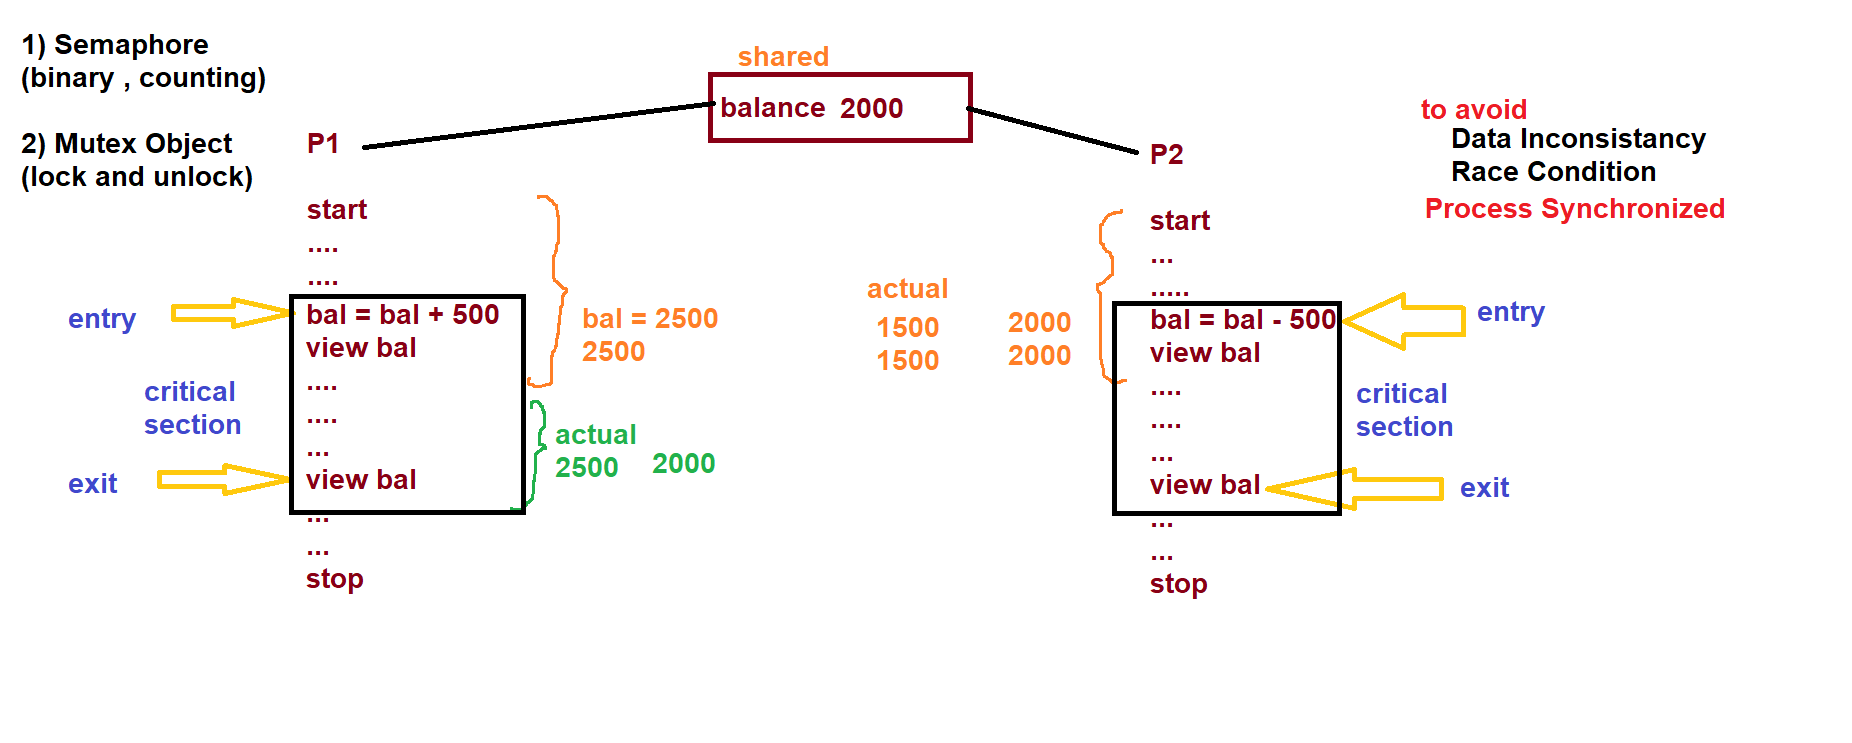 1) Semaphore
(binary , counting)
2) Mutex Object
(lock and unlock)
shared
balance 2000
to avoid
Data Inconsistancy
Race Condition
Process Synchronized
P1
start
....
....
bal = bal + 500
view bal
....
....
...
view bal
...
...
stop
entry
critical
section
exit
bal = 2500
2500
actual
2500 2000
P2
start
...
.....
bal = bal - 500
view bal
....
....
...
view bal
...
...
stop
actual
1500 2000
1500 2000
entry
critical
section
exit